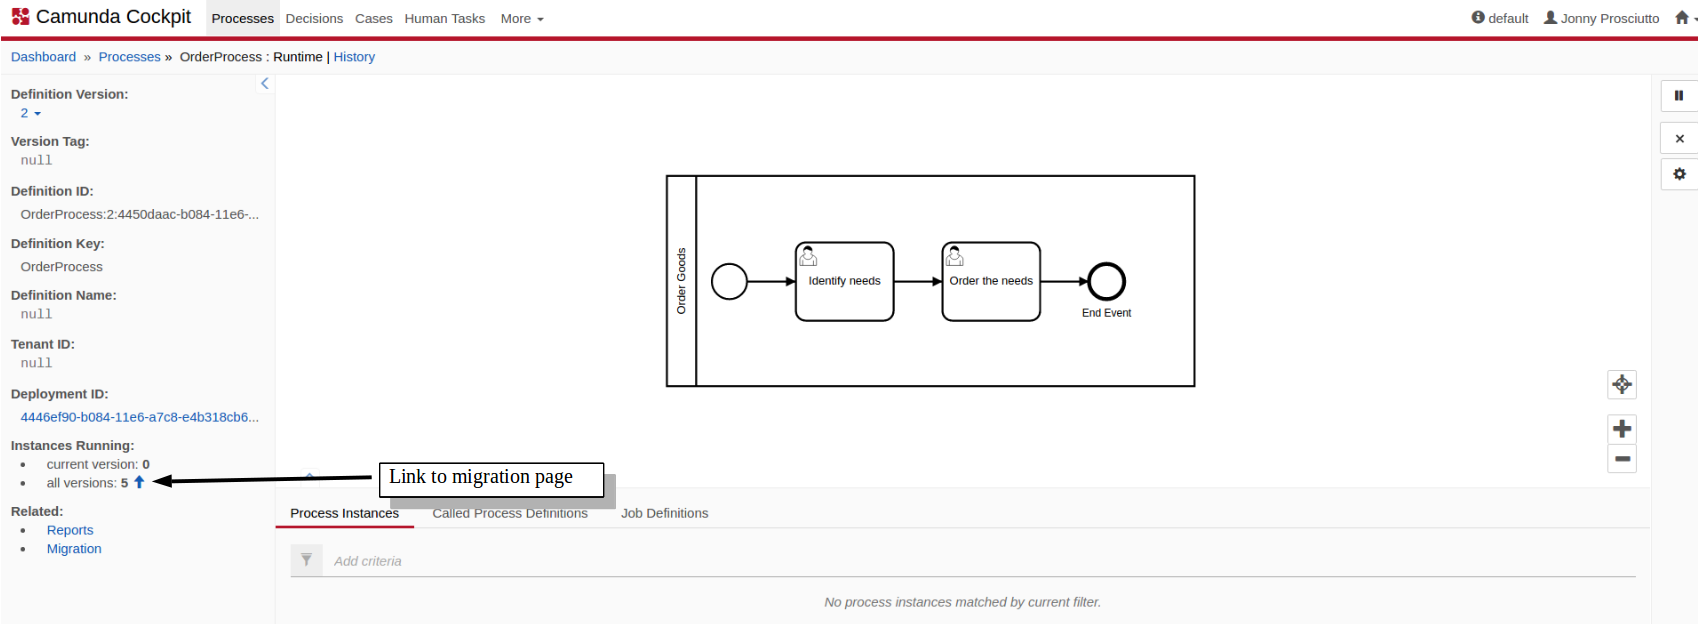 Camunda Cockpit Processes Decisions Cases Human Tasks More default Jonny Prosciutto
Dashboard » Processes » OrderProcess : Runtime | History
Definition Version:
2
Version Tag:
null
Definition ID:
OrderProcess:2:4450daac-b084-11e6-...
Definition Key:
OrderProcess
Definition Name:
null
Tenant ID:
null
Deployment ID:
4446ef90-b084-11e6-a7c8-e4b318cb6...
Instances Running:
• current version: 0
• all versions: 5
Related:
• Reports
• Migration
Order Goods
Identify needs
Order the needs
End Event
Link to migration page
Process Instances Called Process Definitions Job Definitions
Add criteria
No process instances matched by current filter.